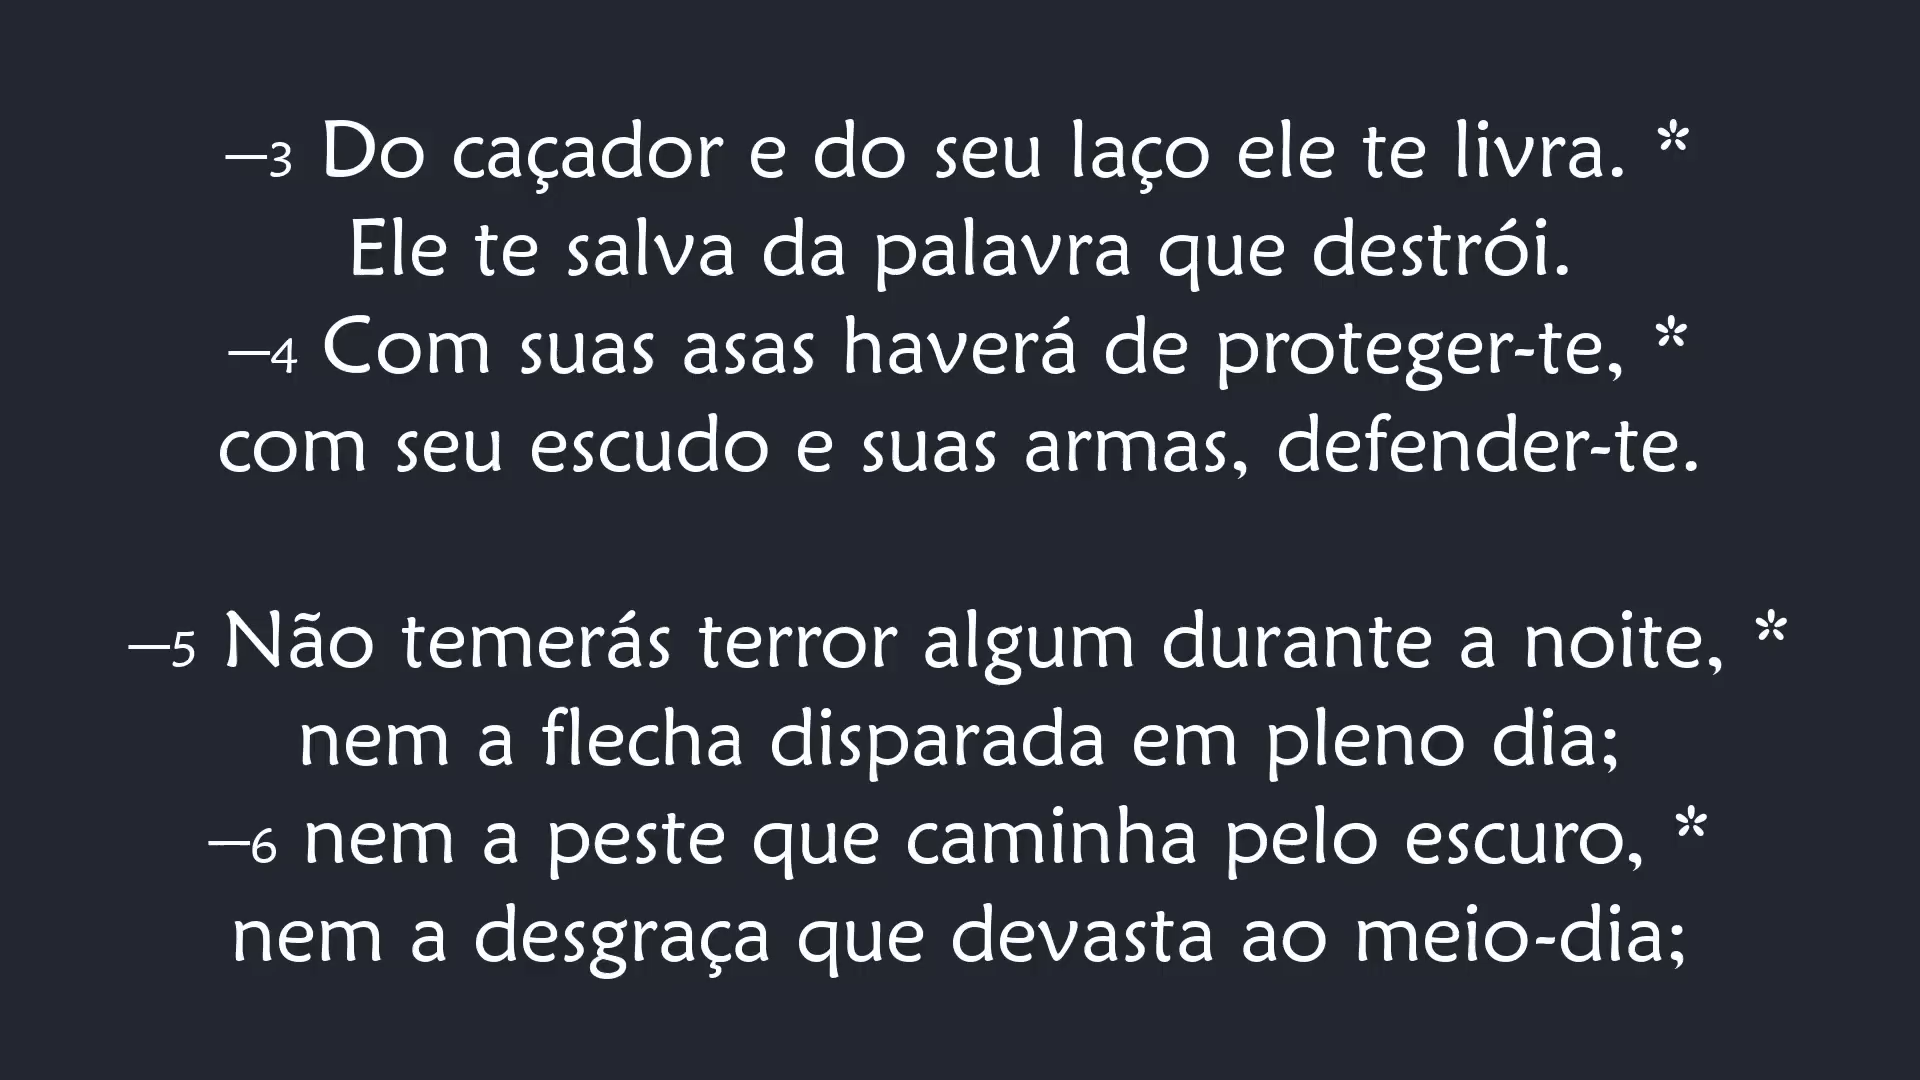 –3 Do caçador e do seu laço ele te livra. *
Ele te salva da palavra que destrói.
–4 Com suas asas haverá de proteger-te, *
com seu escudo e suas armas, defender-te.
–5 Não temerás terror algum durante a noite, *
nem a flecha disparada em pleno dia;
–6 nem a peste que caminha pelo escuro, *
nem a desgraça que devasta ao meio-dia;